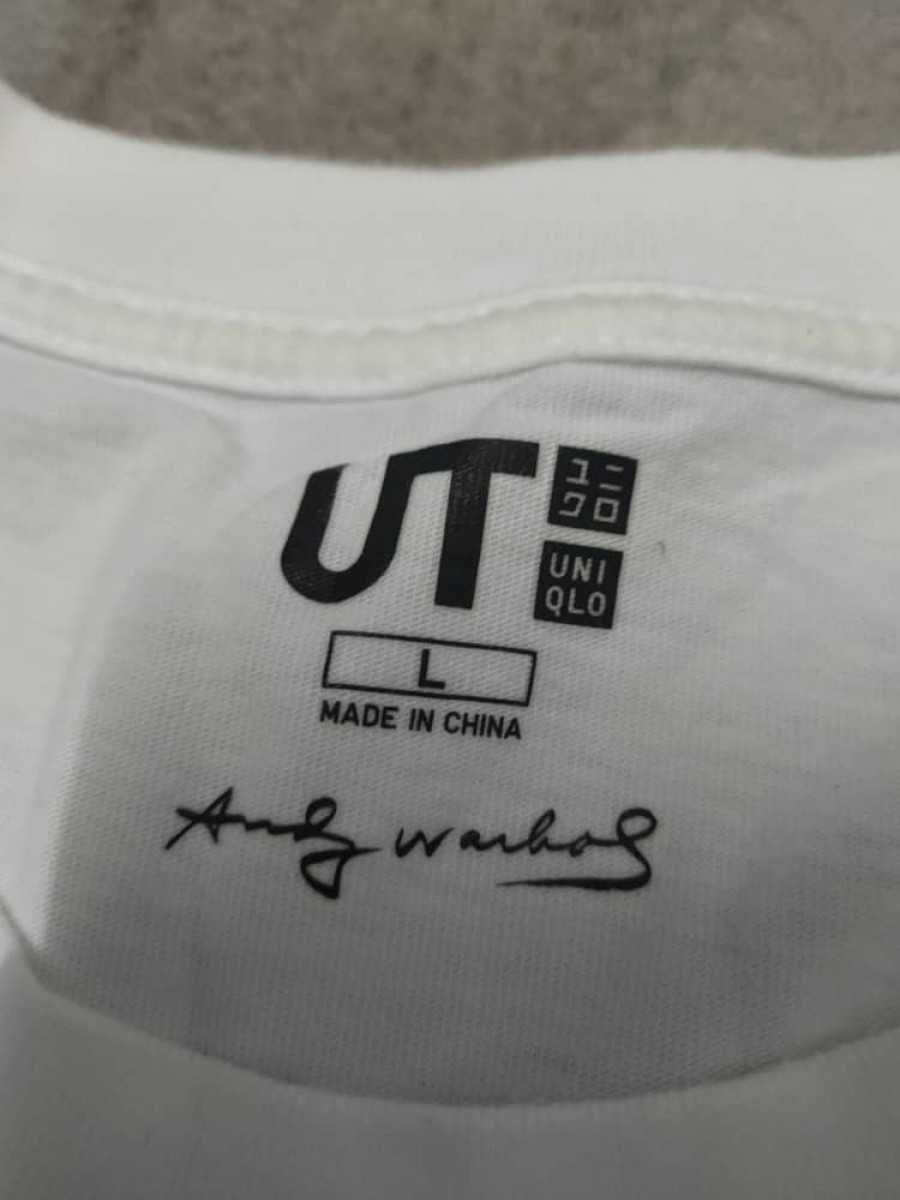 UT
ユニ
クロ
UNI
QLO
L
MADE IN CHINA
Andy Warhol